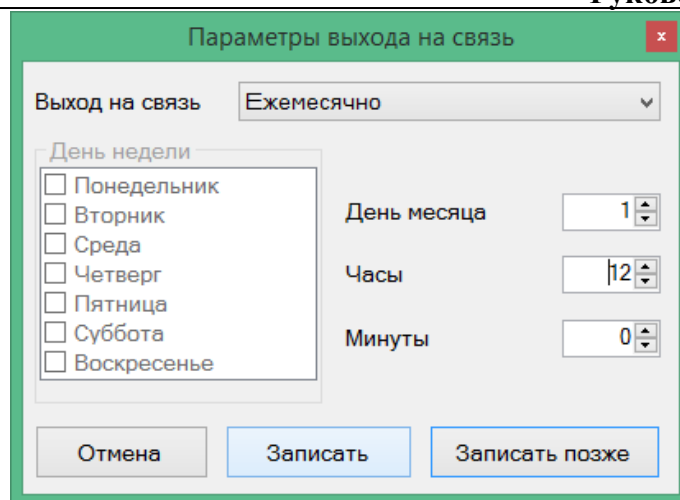 Параметры выхода на связь
x
Выход на связь Ежемесячно
День недели
Понедельник
Вторник
Среда
Четверг
Пятница
Суббота
Воскресенье
День месяца 1
Часы 12
Минуты 0
Отмена Записать Записать позже